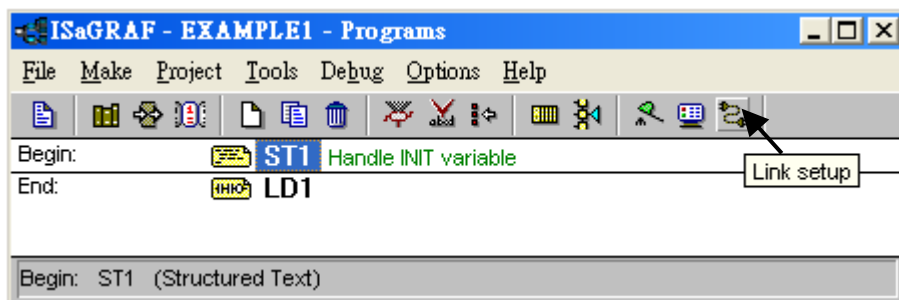 ISaGRAF - EXAMPLE1 - Programs
File Make Project Tools Debug Options Help
Begin: ST1 Handle INIT variable
Link setup
End: LD1
Begin: ST1 (Structured Text)